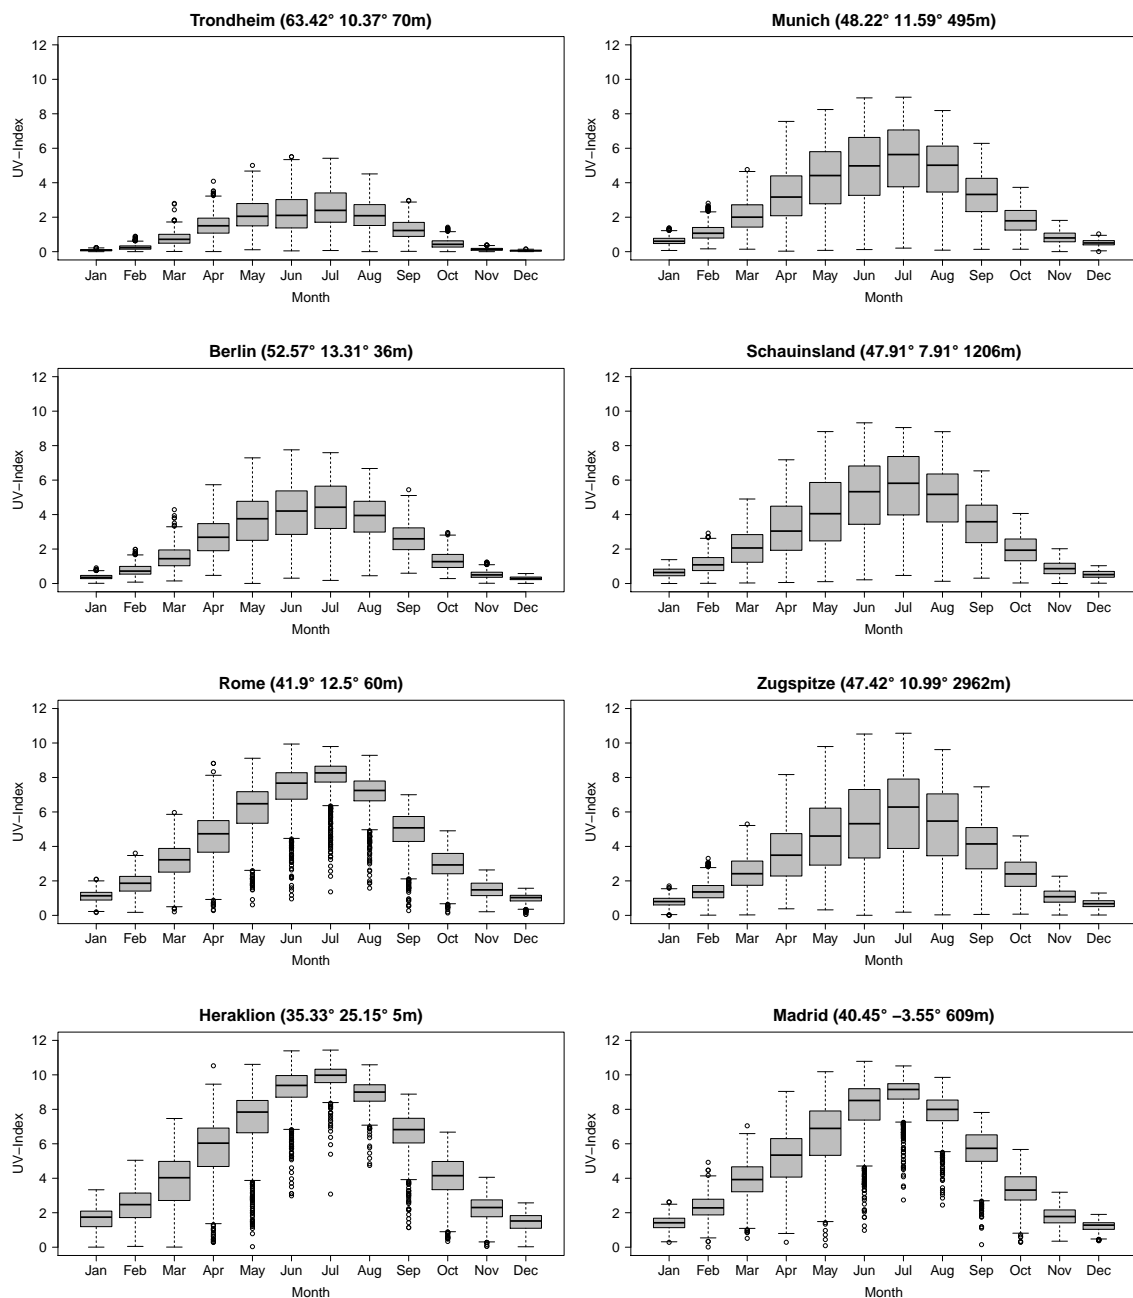 Trondheim (63.42° 10.37° 70m)
12
10
8
6
4
2
0
UV−Index
Jan Feb Mar Apr May Jun Jul Aug Sep Oct Nov Dec
Month
Munich (48.22° 11.59° 495m)
12
10
8
6
4
2
0
UV−Index
Jan Feb Mar Apr May Jun Jul Aug Sep Oct Nov Dec
Month
Berlin (52.57° 13.31° 36m)
12
10
8
6
4
2
0
UV−Index
Jan Feb Mar Apr May Jun Jul Aug Sep Oct Nov Dec
Month
Schauinsland (47.91° 7.91° 1206m)
12
10
8
6
4
2
0
UV−Index
Jan Feb Mar Apr May Jun Jul Aug Sep Oct Nov Dec
Month
Rome (41.9° 12.5° 60m)
12
10
8
6
4
2
0
UV−Index
Jan Feb Mar Apr May Jun Jul Aug Sep Oct Nov Dec
Month
Zugspitze (47.42° 10.99° 2962m)
12
10
8
6
4
2
0
UV−Index
Jan Feb Mar Apr May Jun Jul Aug Sep Oct Nov Dec
Month
Heraklion (35.33° 25.15° 5m)
12
10
8
6
4
2
0
UV−Index
Jan Feb Mar Apr May Jun Jul Aug Sep Oct Nov Dec
Month
Madrid (40.45° −3.55° 609m)
12
10
8
6
4
2
0
UV−Index
Jan Feb Mar Apr May Jun Jul Aug Sep Oct Nov Dec
Month